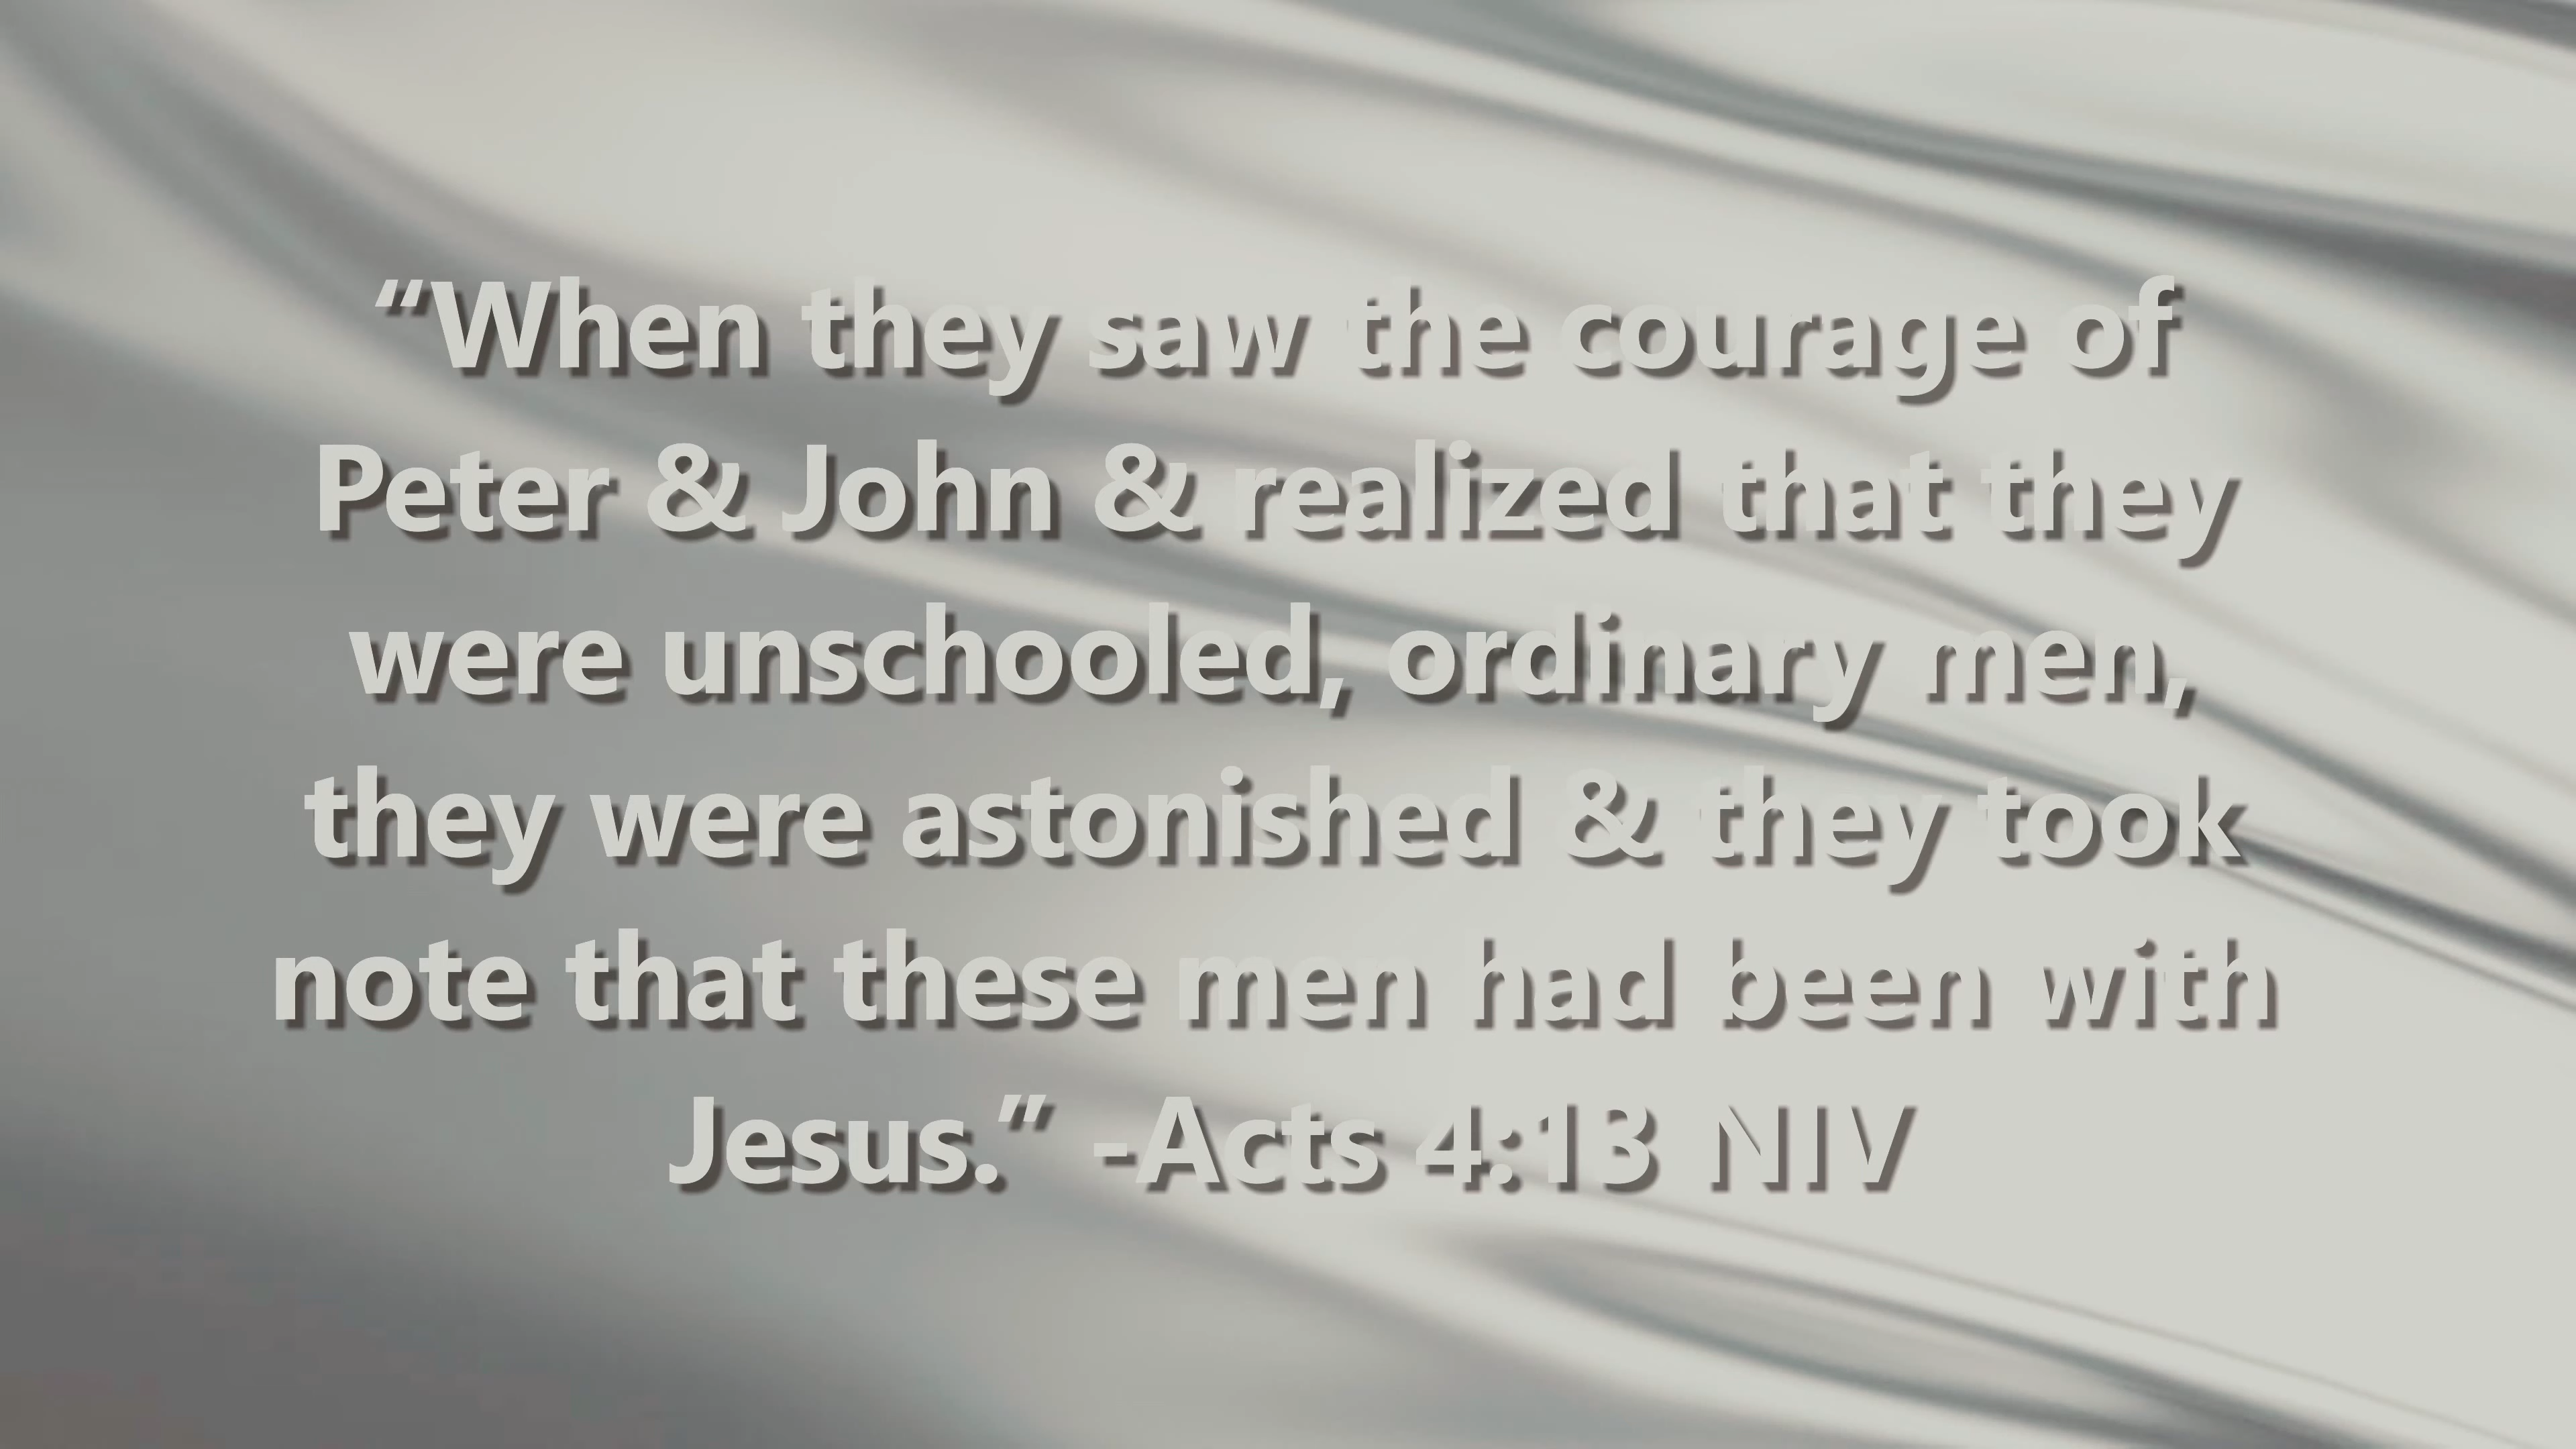 “When they saw the courage of
Peter & John & realized that they
were unschooled, ordinary men,
they were astonished & they took
note that these men had been with
Jesus.” -Acts 4:13 NIV